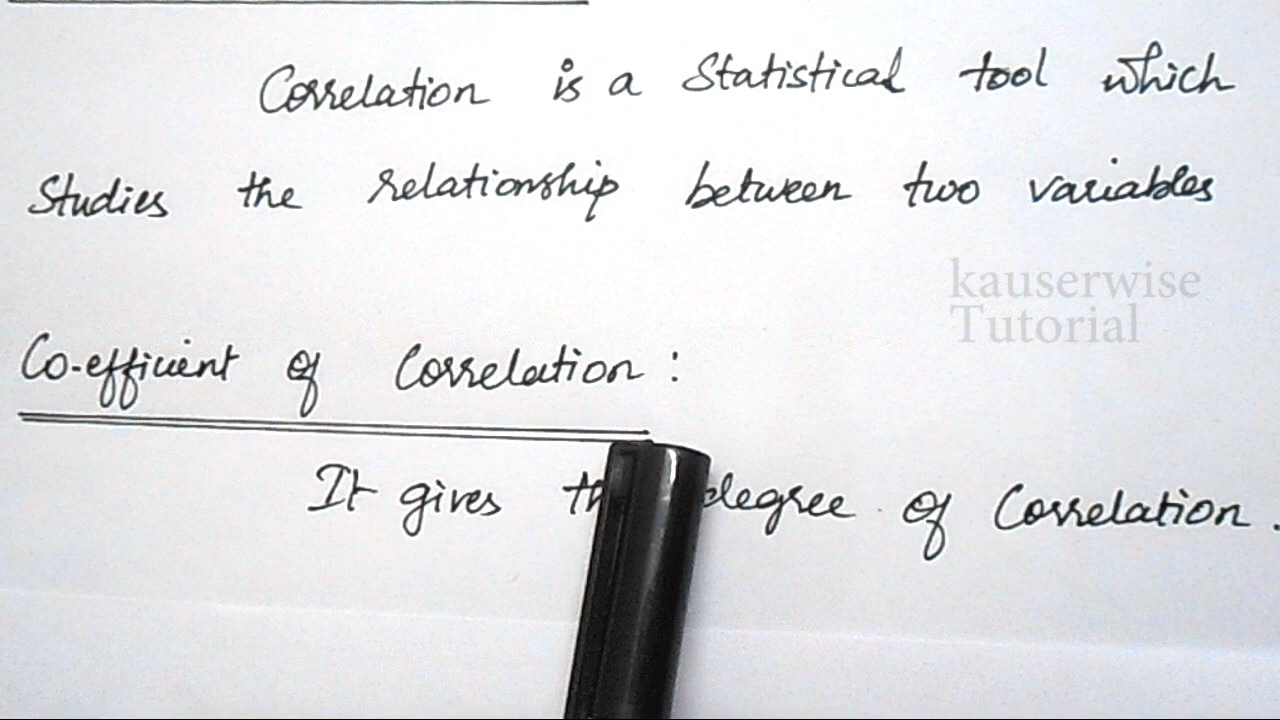 Correlation is a Statistical tool which
Studies the relationship between two variables
kauserwise
Tutorial
Co-efficient of Correlation :
It gives degree of Correlation.